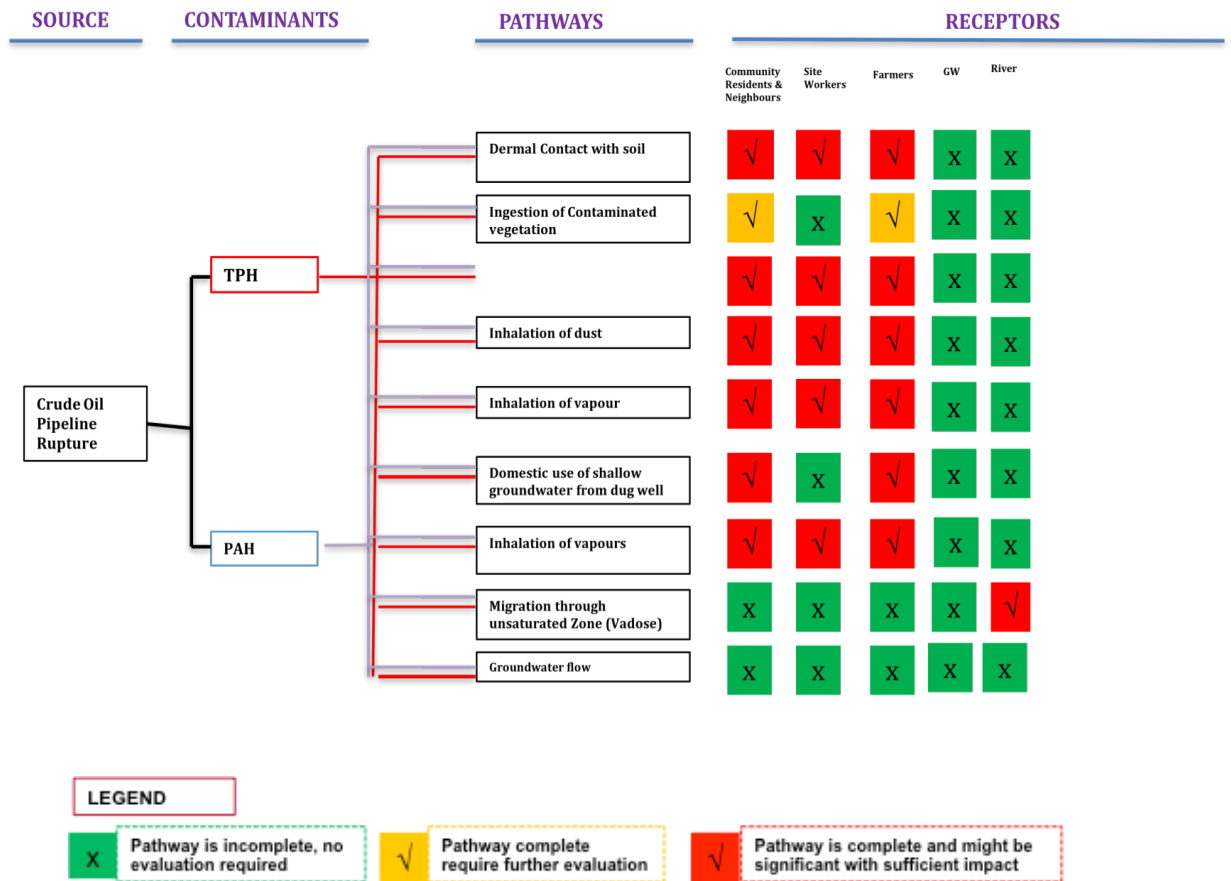 SOURCE
CONTAMINANTS
PATHWAYS
RECEPTORS
Community
Residents &
Neighbours
Site
Workers
Farmers
GW
River
Dermal Contact with soil
√ √ √ x x
Ingestion of Contaminated
vegetation
√ x √ x x
TPH
√ √ √ x x
Inhalation of dust
√ √ √ x x
Crude Oil
Pipeline
Rupture
Inhalation of vapour
√ √ √ x x
Domestic use of shallow
groundwater from dug well
√ x √ x x
PAH
Inhalation of vapours
√ √ √ x x
Migration through
unsaturated Zone (Vadose)
x x x x √
Groundwater flow
x x x x x
LEGEND
x
Pathway is incomplete, no
evaluation required
√
Pathway complete
require further evaluation
√
Pathway is complete and might be
significant with sufficient impact